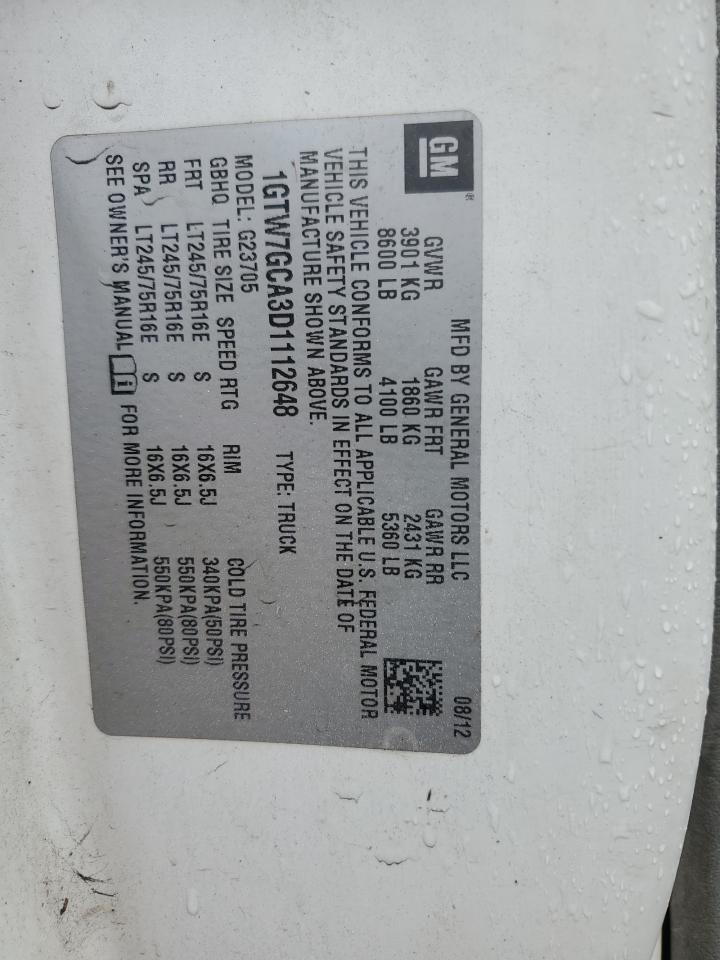 GM®
MFD BY GENERAL MOTORS LLC 08/12
GVWR GAWR FRT GAWR RR
3901 KG 1860 KG 2431 KG
8600 LB 4100 LB 5360 LB
THIS VEHICLE CONFORMS TO ALL APPLICABLE U.S. FEDERAL MOTOR
VEHICLE SAFETY STANDARDS IN EFFECT ON THE DATE OF
MANUFACTURE SHOWN ABOVE.
1GTW7GCA3D1112648 TYPE: TRUCK
MODEL: G23705
GBHQ TIRE SIZE SPEED RTG RIM COLD TIRE PRESSURE
FRT LT245/75R16E S 16X6.5J 340KPA(50PSI)
RR LT245/75R16E S 16X6.5J 550KPA(80PSI)
SPA LT245/75R16E S 16X6.5J 550KPA(80PSI)
SEE OWNER'S MANUAL FOR MORE INFORMATION.